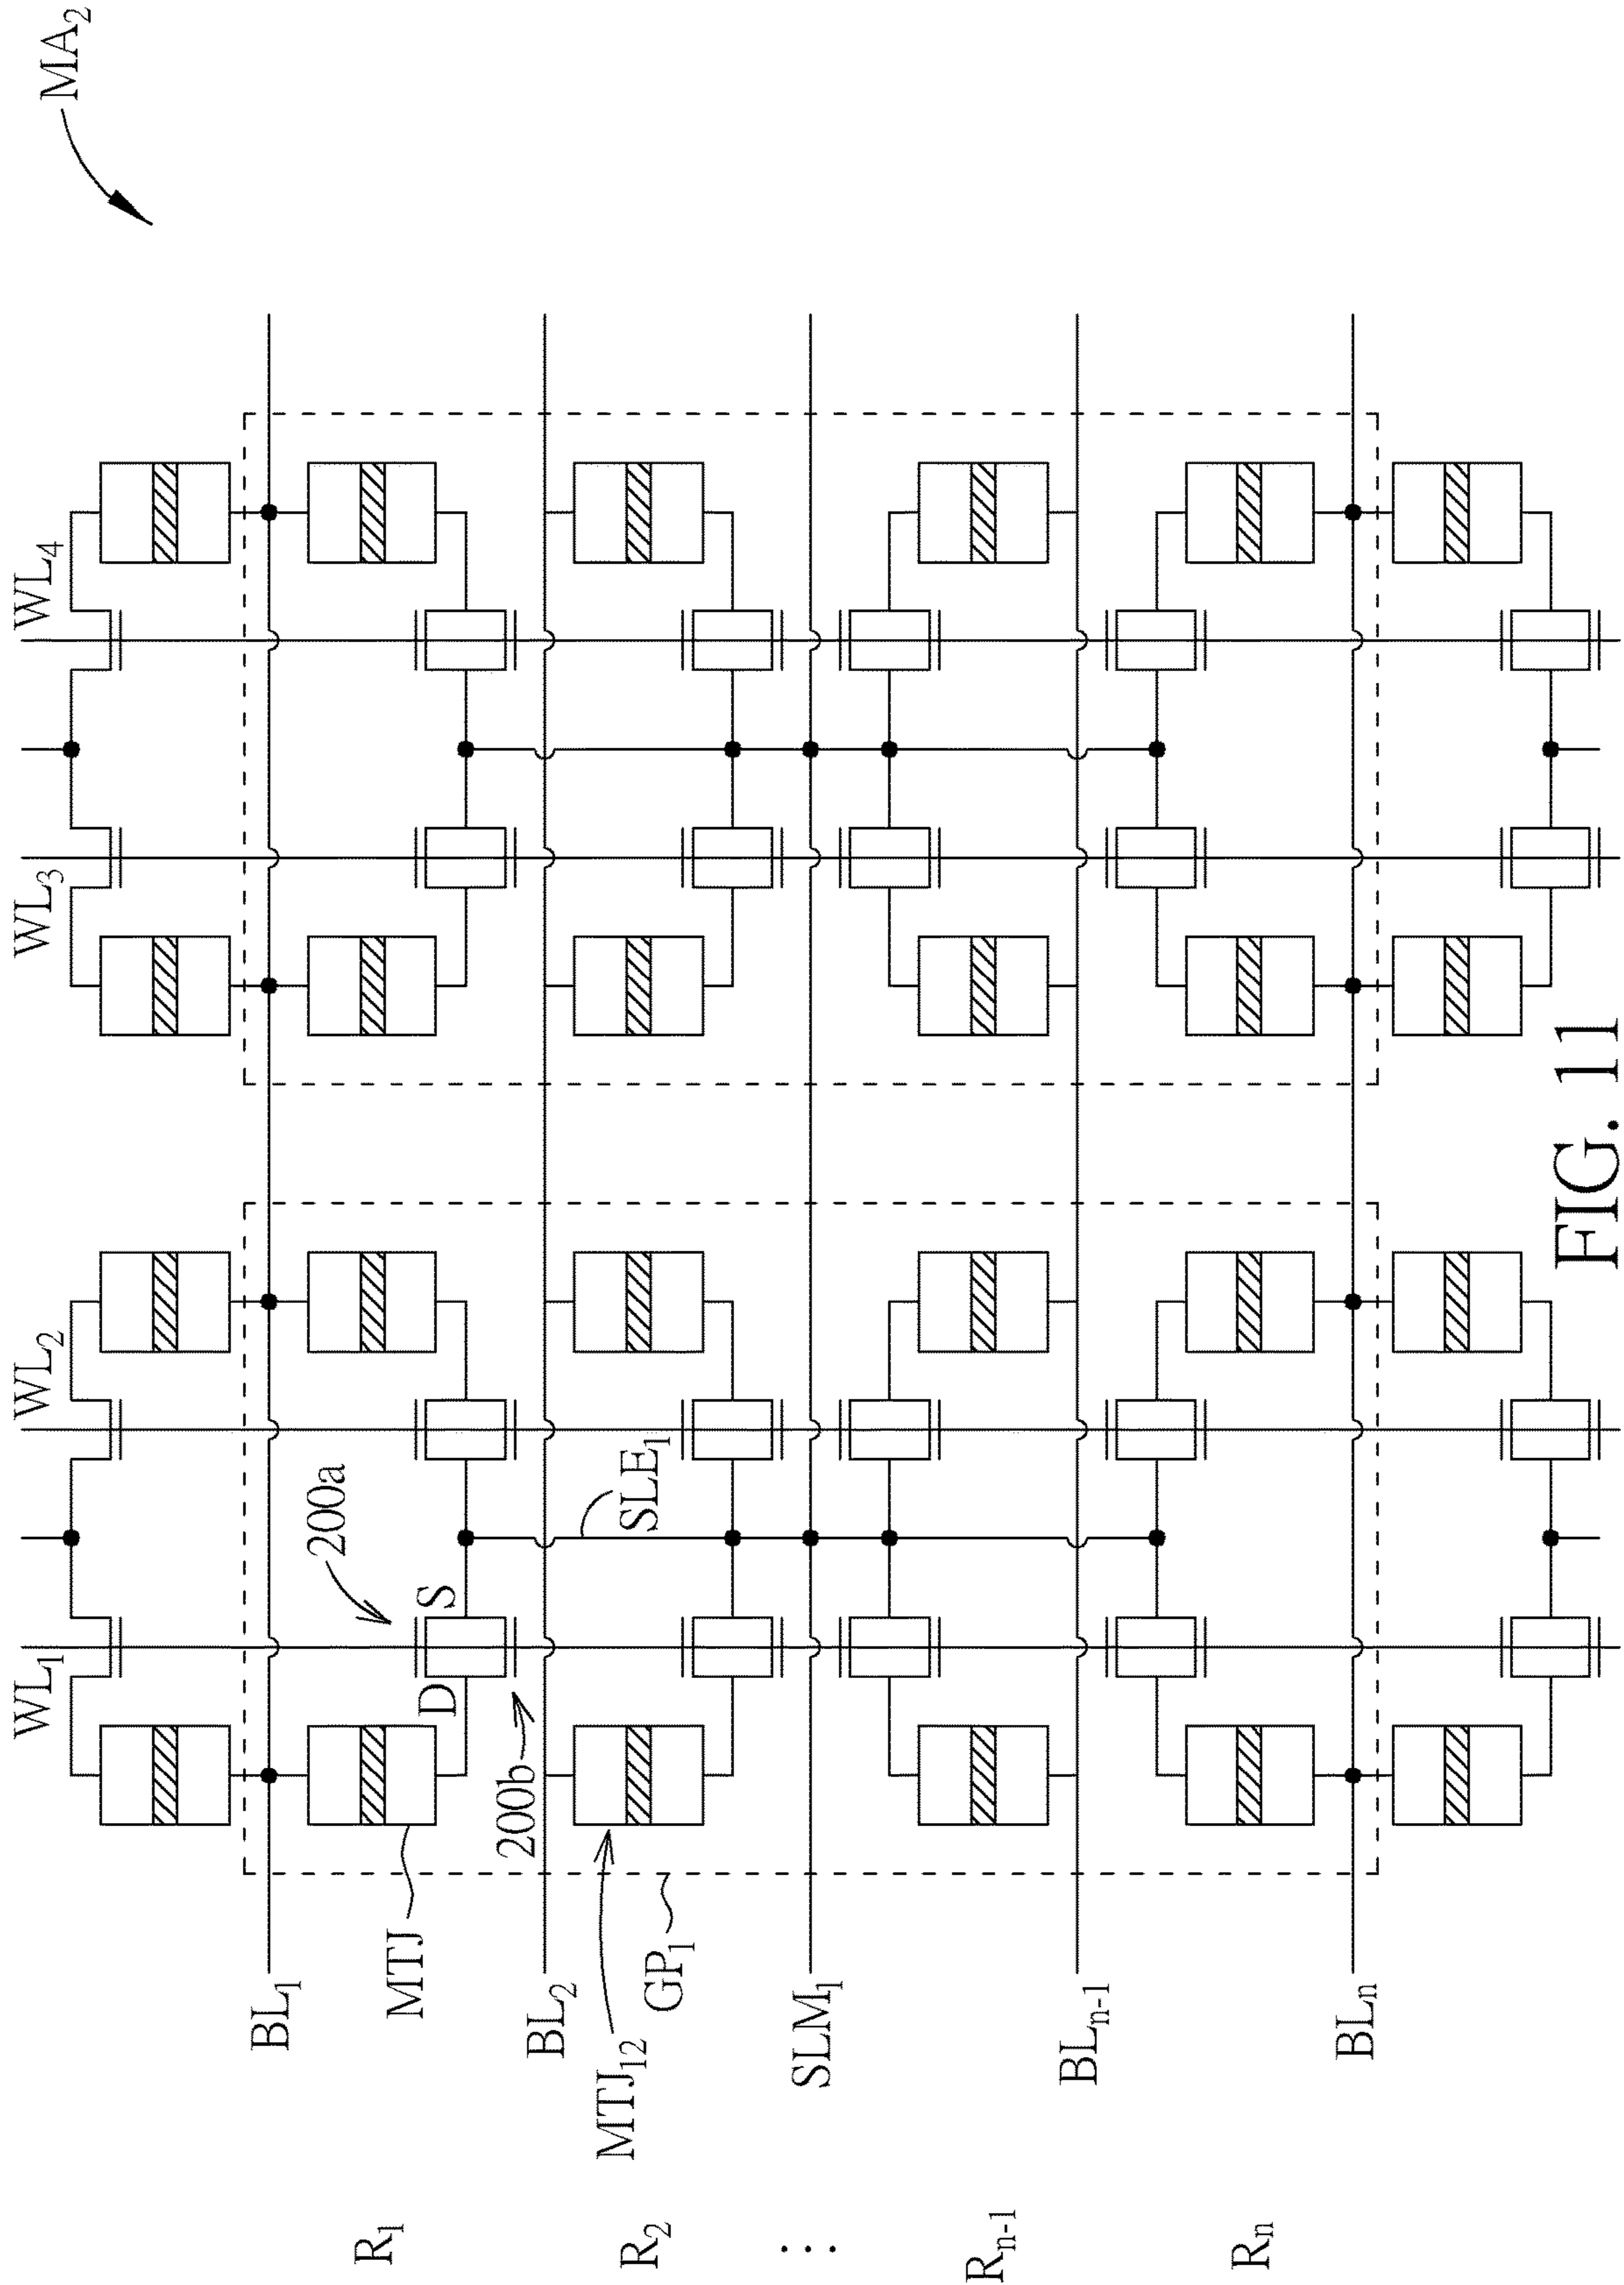 MA₂
WL₁
WL₂
WL₃
WL₄
BL₁
R₁
MTJ
D
S
200a
200b
BL₂
R₂
MTJ₁₂
GP₁
SLE₁
SLM₁
⋮
BLₙ₋₁
Rₙ₋₁
BLₙ
Rₙ
FIG. 11